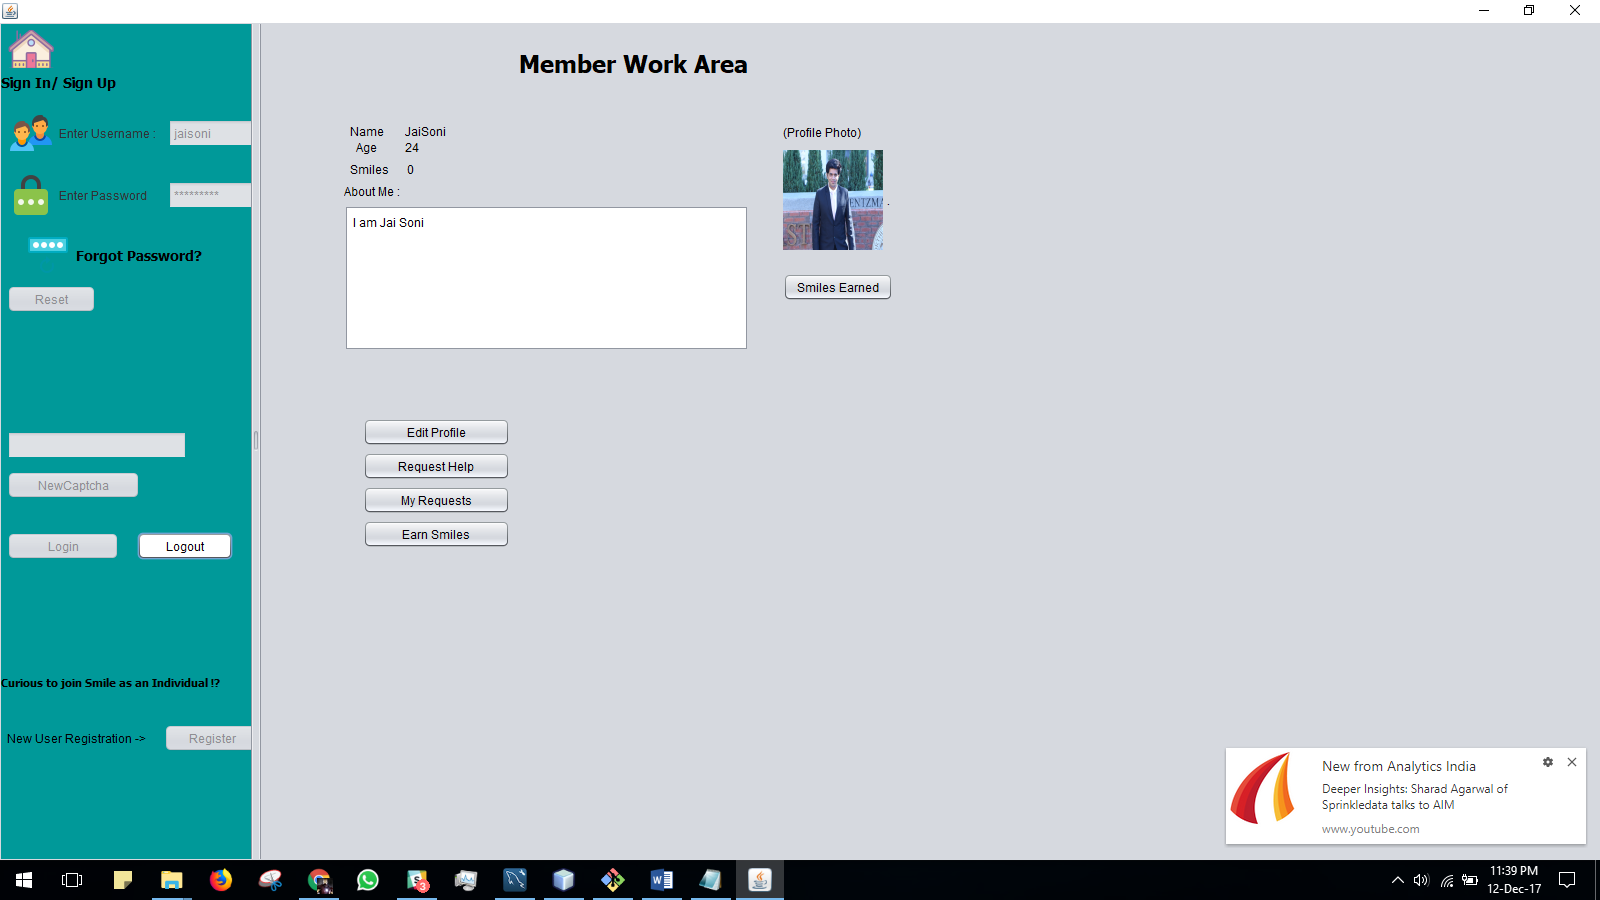 Sign In/ Sign Up
Enter Username :
jaisoni
Enter Password
*********
Forgot Password?
Reset
NewCaptcha
Login
Logout
Curious to join Smile as an Individual !?
New User Registration ->
Register
Member Work Area
Name JaiSoni
Age 24
Smiles 0
About Me :
I am Jai Soni
(Profile Photo)
ENTZMA
ST
.
Smiles Earned
Edit Profile
Request Help
My Requests
Earn Smiles
New from Analytics India
Deeper Insights: Sharad Agarwal of
Sprinkledata talks to AIM
www.youtube.com
3
11:39 PM
12-Dec-17